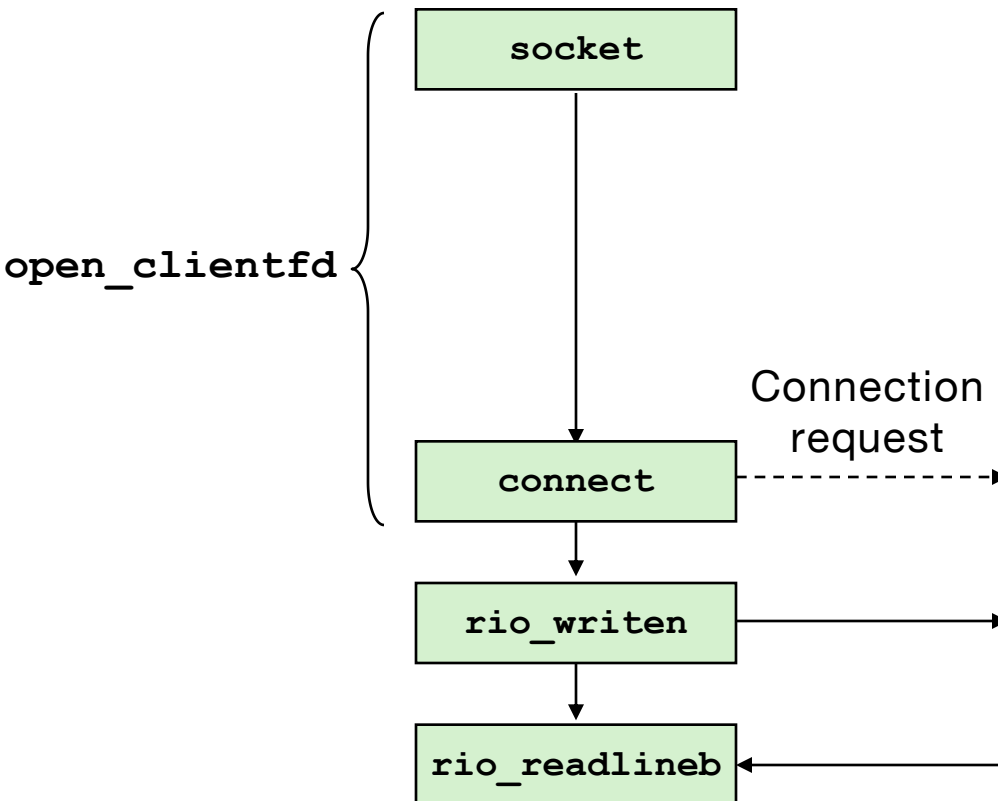 socket
open_clientfd
Connection
request
connect
rio_writen
rio_readlineb